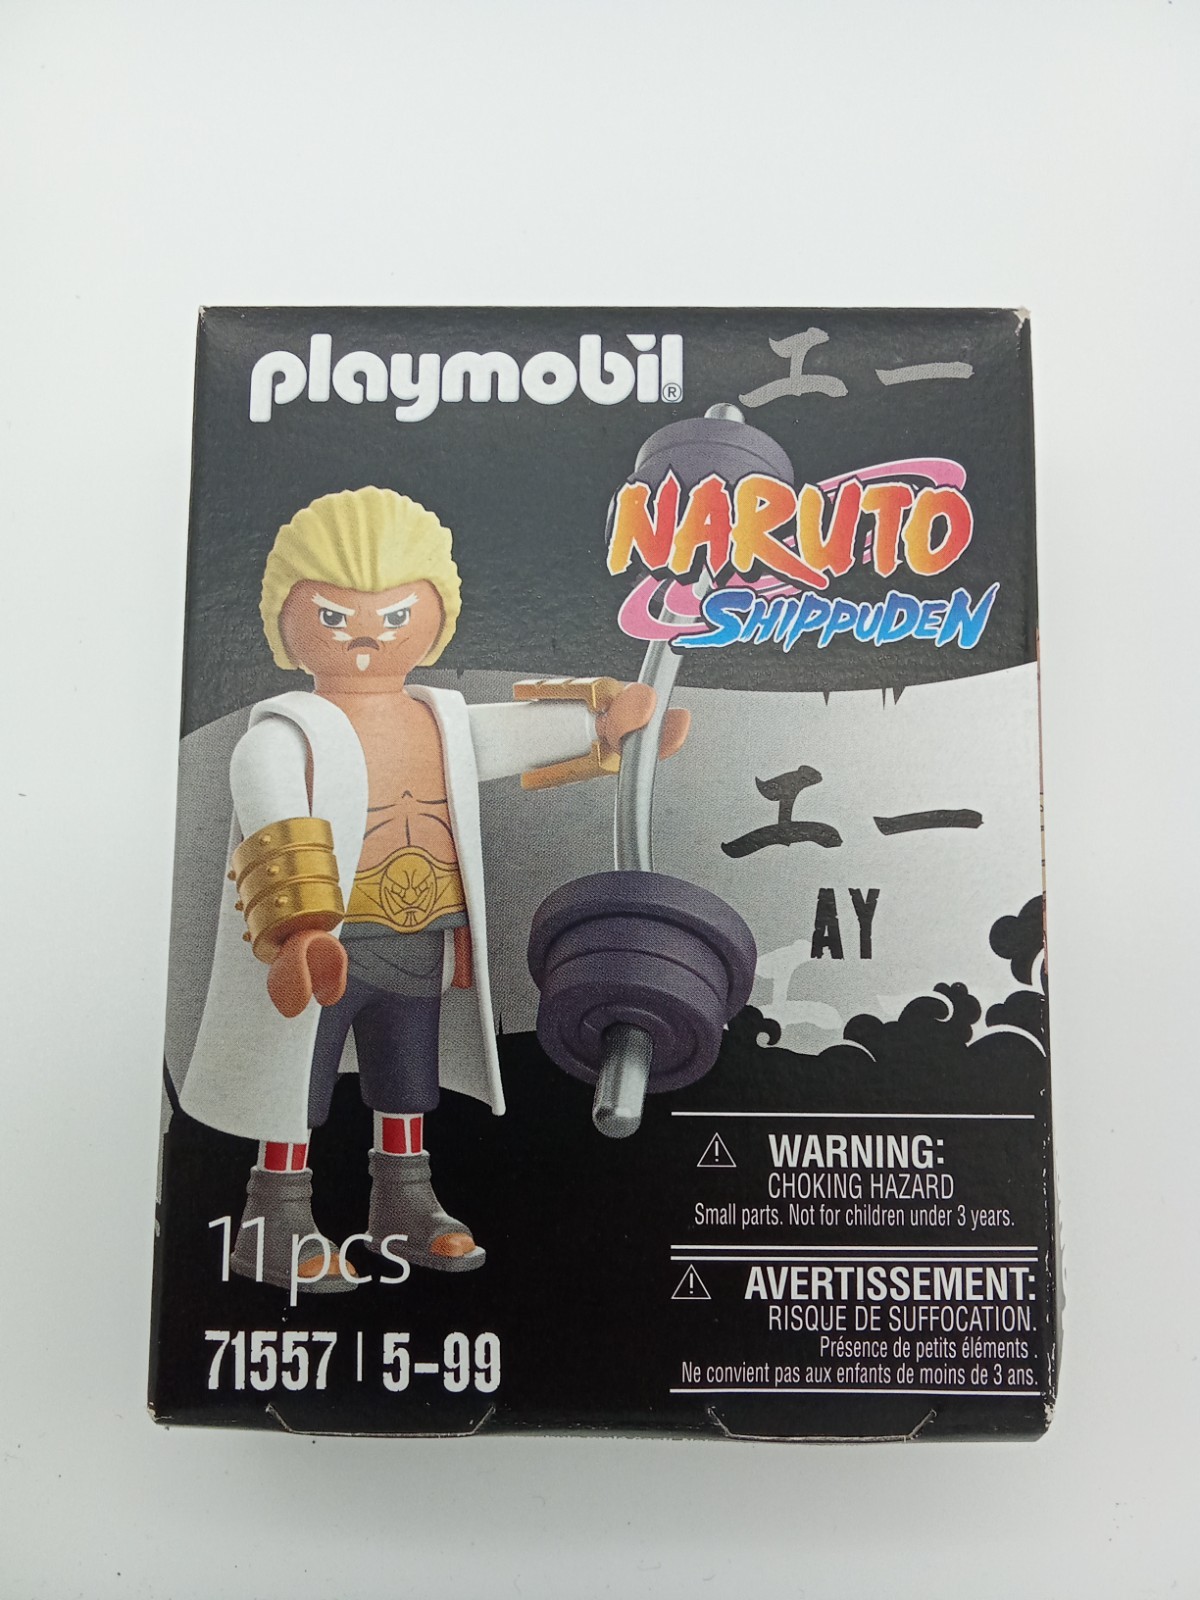 playmobil®
エー
NARUTO
SHIPPUDEN
エー
AY
WARNING:
CHOKING HAZARD
Small parts. Not for children under 3 years.
AVERTISSEMENT:
RISQUE DE SUFFOCATION.
Présence de petits éléments .
Ne convient pas aux enfants de moins de 3 ans.
11 pcs
71557 | 5-99